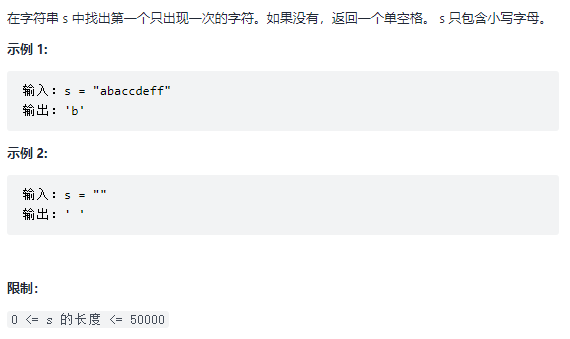 在字符串 s 中找出第一个只出现一次的字符。如果没有，返回一个单空格。 s 只包含小写字母。
示例 1:
输入：s = "abaccdeff"
输出：'b'
示例 2:
输入：s = ""
输出：' '
限制：
0 <= s 的长度 <= 50000